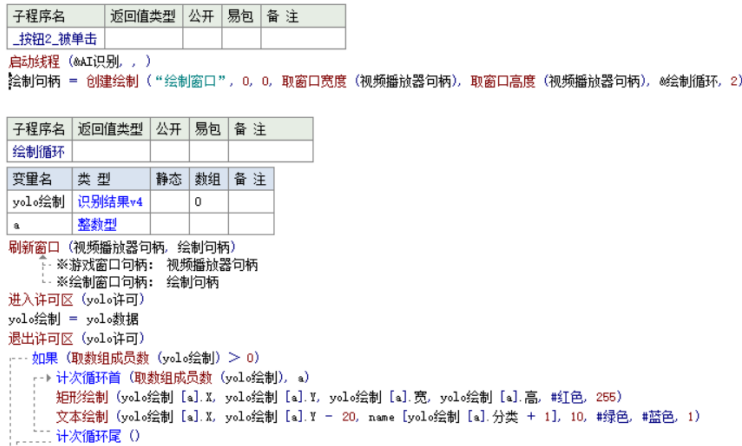 子程序名 返回值类型 公开 易包 备 注
_按钮2_被单击
启动线程 (&AI识别, , )
绘制句柄 = 创建绘制 (“绘制窗口”, 0, 0, 取窗口宽度 (视频播放器句柄), 取窗口高度 (视频播放器句柄), &绘制循环, 2)
子程序名 返回值类型 公开 易包 备 注
绘制循环
变量名 类 型 静态 数组 备 注
yolo绘制 识别结果v4 0
a 整数型
刷新窗口 (视频播放器句柄, 绘制句柄)
※游戏窗口句柄: 视频播放器句柄
※绘制窗口句柄: 绘制句柄
进入许可区 (yolo许可)
yolo绘制 = yolo数据
退出许可区 (yolo许可)
如果 (取数组成员数 (yolo绘制) > 0)
计次循环首 (取数组成员数 (yolo绘制), a)
矩形绘制 (yolo绘制 [a].X, yolo绘制 [a].Y, yolo绘制 [a].宽, yolo绘制 [a].高, #红色, 255)
文本绘制 (yolo绘制 [a].X, yolo绘制 [a].Y - 20, name [yolo绘制 [a].分类 + 1], 10, #绿色, #蓝色, 1)
计次循环尾 ()